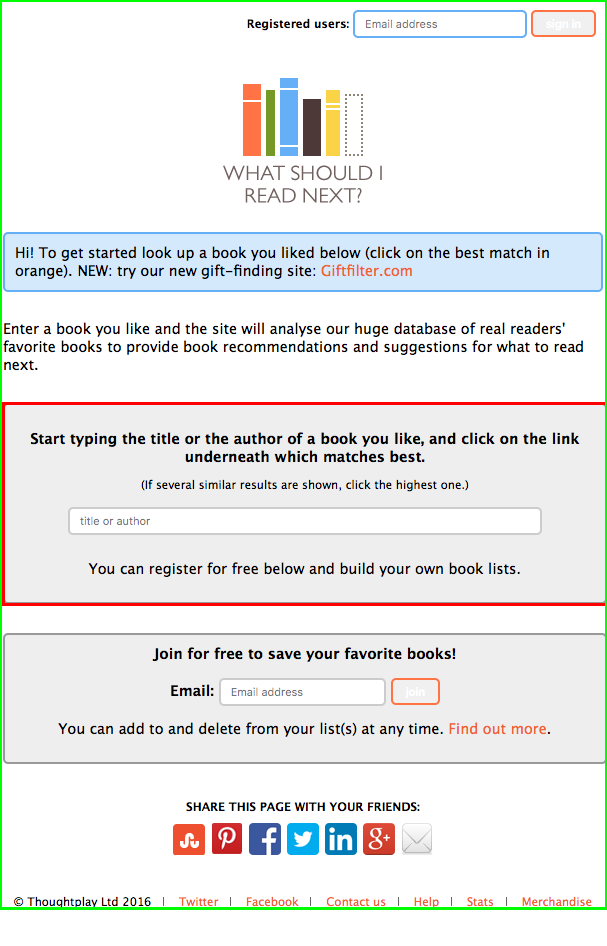 Registered users: Email address sign in
WHAT SHOULD I
READ NEXT?
Hi! To get started look up a book you liked below (click on the best match in
orange). NEW: try our new gift-finding site: Giftfilter.com
Enter a book you like and the site will analyse our huge database of real readers'
favorite books to provide book recommendations and suggestions for what to read
next.
Start typing the title or the author of a book you like, and click on the link
underneath which matches best.
(If several similar results are shown, click the highest one.)
title or author
You can register for free below and build your own book lists.
Join for free to save your favorite books!
Email: Email address join
You can add to and delete from your list(s) at any time. Find out more.
SHARE THIS PAGE WITH YOUR FRIENDS:
f in g+
© Thoughtplay Ltd 2016 | Twitter | Facebook | Contact us | Help | Stats | Merchandise